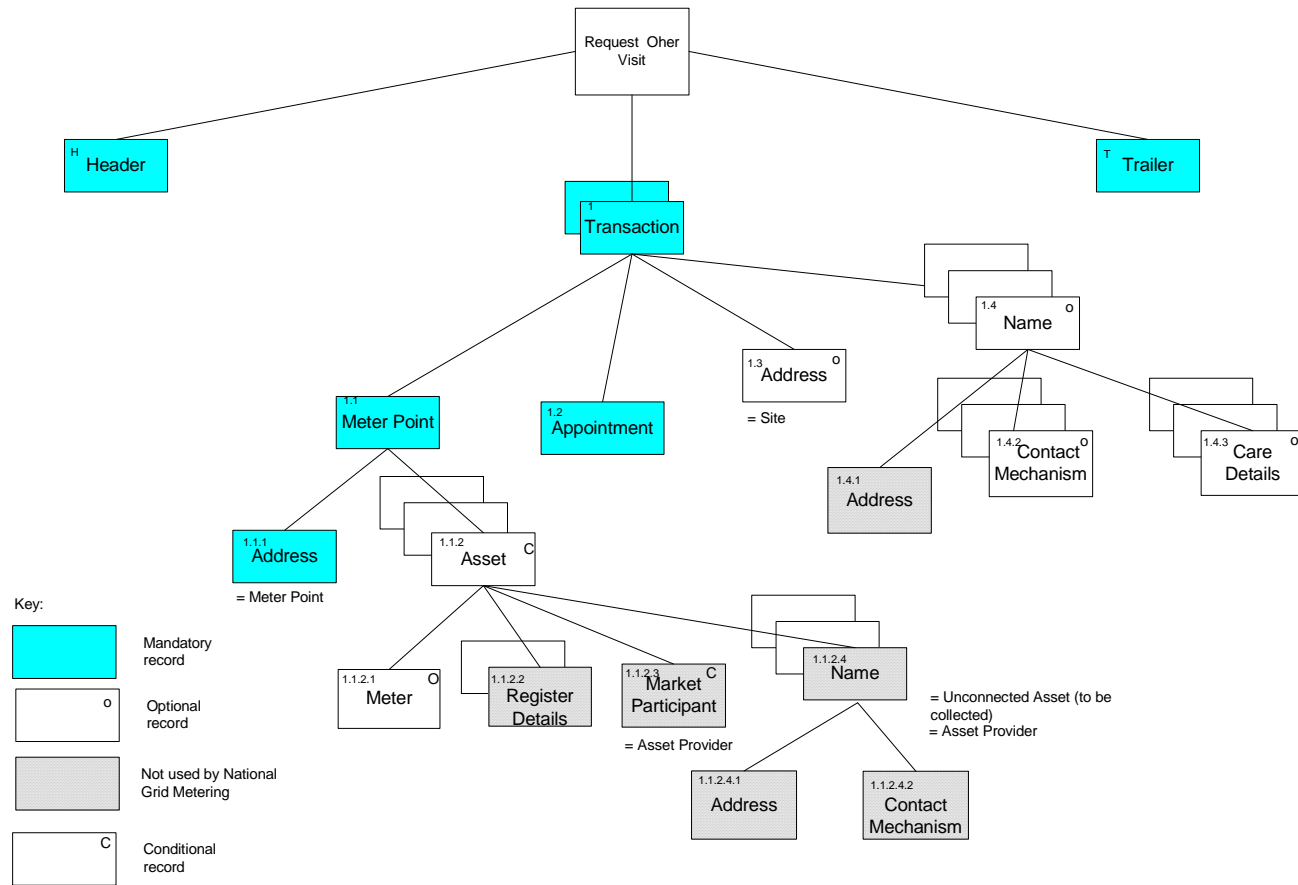 Request Oher
Visit
H
Header
T
Trailer
1
Transaction
1.4
o
Name
1.3
o
Address
= Site
1.1
Meter Point
1.2
Appointment
1.4.2
o
Contact
Mechanism
1.4.3
o
Care
Details
1.4.1
Address
1.1.1
Address
= Meter Point
1.1.2
C
Asset
Key:
Mandatory
record
o
Optional
record
Not used by National
Grid Metering
C
Conditional
record
1.1.2.1
O
Meter
1.1.2.2
Register
Details
1.1.2.3
C
Market
Participant
= Asset Provider
1.1.2.4
Name
= Unconnected Asset (to be
collected)
= Asset Provider
1.1.2.4.1
Address
1.1.2.4.2
Contact
Mechanism